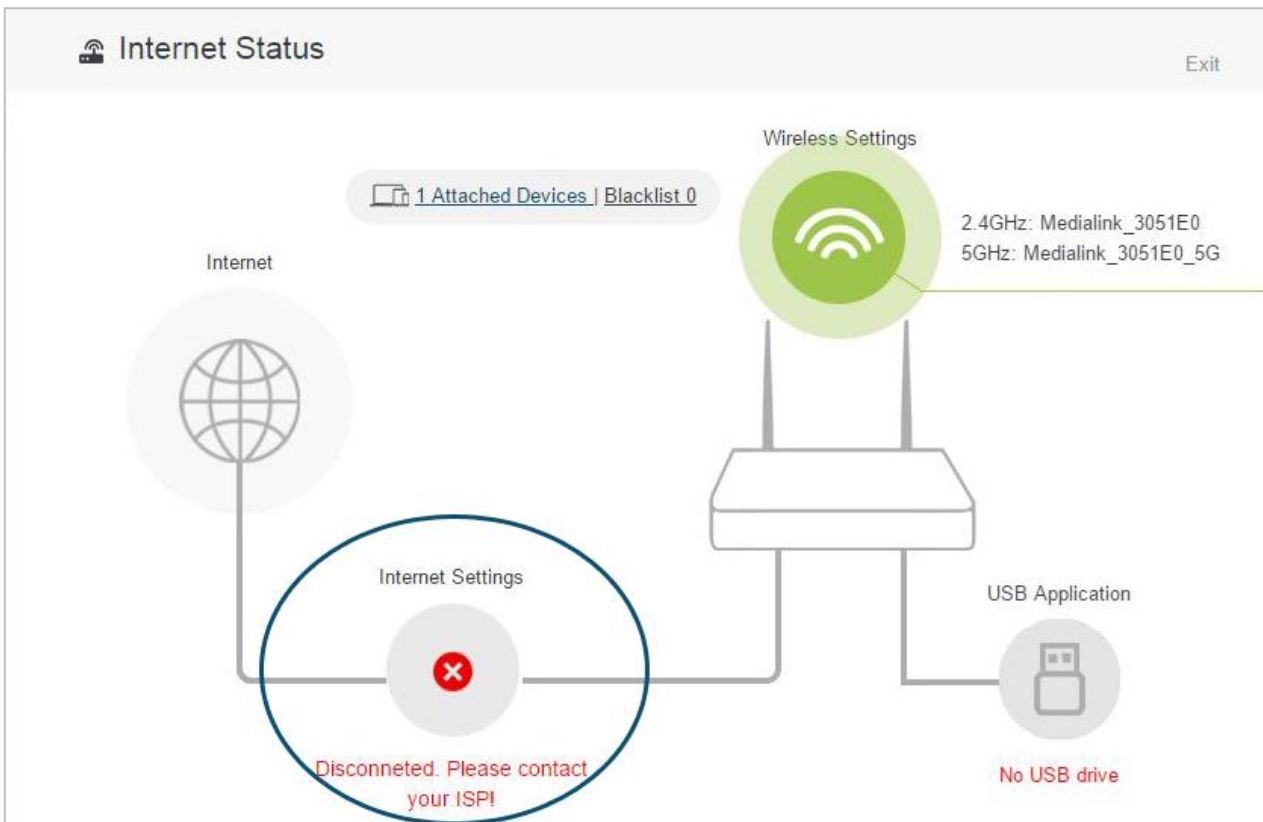 Internet Status
Exit
Wireless Settings
1 Attached Devices | Blacklist 0
2.4GHz: Medialink_3051E0
5GHz: Medialink_3051E0_5G
Internet
Internet Settings
USB Application
Disconneted. Please contact
your ISP!
No USB drive